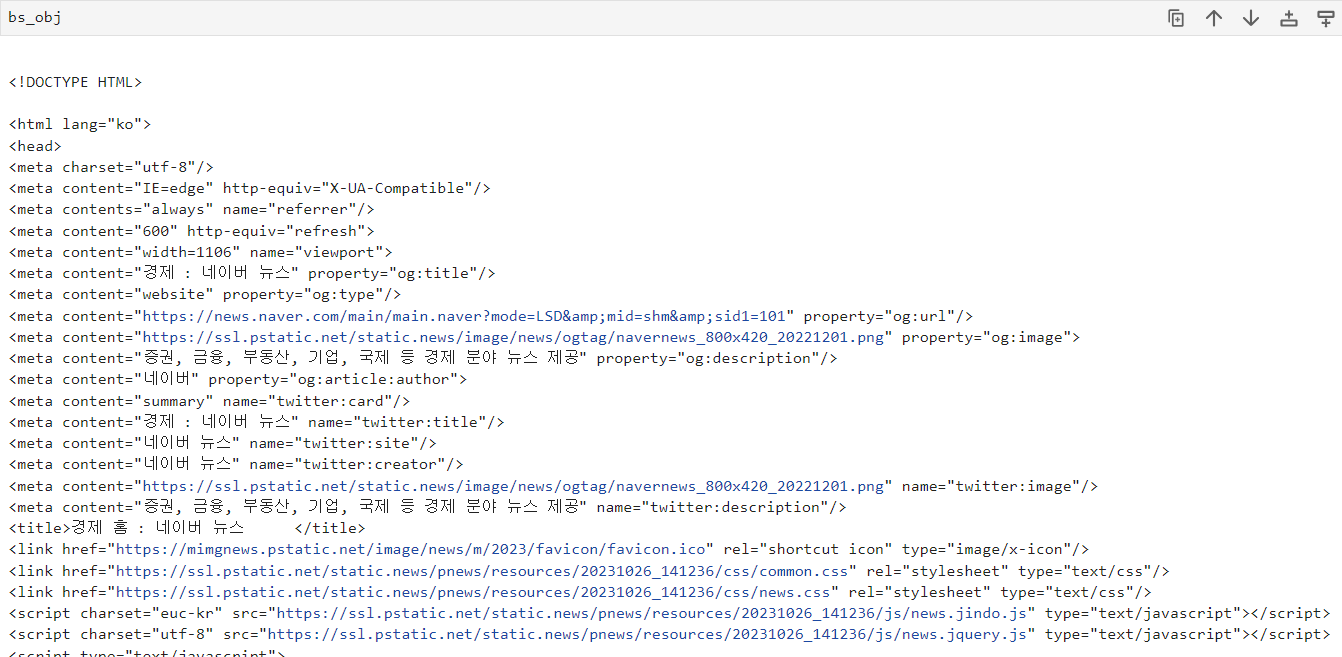 bs_obj
<!DOCTYPE HTML>
<html lang="ko">
<head>
<meta charset="utf-8"/>
<meta content="IE=edge" http-equiv="X-UA-Compatible"/>
<meta contents="always" name="referrer"/>
<meta content="600" http-equiv="refresh">
<meta content="width=1106" name="viewport">
<meta content="경제 : 네이버 뉴스" property="og:title"/>
<meta content="website" property="og:type"/>
<meta content="https://news.naver.com/main/main.naver?mode=LSD&amp;mid=shm&amp;sid1=101" property="og:url"/>
<meta content="https://ssl.pstatic.net/static.news/image/news/ogtag/navernews_800x420_20221201.png" property="og:image">
<meta content="증권, 금융, 부동산, 기업, 국제 등 경제 분야 뉴스 제공" property="og:description"/>
<meta content="네이버" property="og:article:author">
<meta content="summary" name="twitter:card"/>
<meta content="경제 : 네이버 뉴스" name="twitter:title"/>
<meta content="네이버 뉴스" name="twitter:site"/>
<meta content="네이버 뉴스" name="twitter:creator"/>
<meta content="https://ssl.pstatic.net/static.news/image/news/ogtag/navernews_800x420_20221201.png" name="twitter:image"/>
<meta content="증권, 금융, 부동산, 기업, 국제 등 경제 분야 뉴스 제공" name="twitter:description"/>
<title>경제 홈 : 네이버 뉴스 </title>
<link href="https://mimgnews.pstatic.net/image/news/m/2023/favicon/favicon.ico" rel="shortcut icon" type="image/x-icon"/>
<link href="https://ssl.pstatic.net/static.news/pnews/resources/20231026_141236/css/common.css" rel="stylesheet" type="text/css"/>
<link href="https://ssl.pstatic.net/static.news/pnews/resources/20231026_141236/css/news.css" rel="stylesheet" type="text/css"/>
<script charset="euc-kr" src="https://ssl.pstatic.net/static.news/pnews/resources/20231026_141236/js/news.jindo.js" type="text/javascript"></script>
<script charset="utf-8" src="https://ssl.pstatic.net/static.news/pnews/resources/20231026_141236/js/news.jquery.js" type="text/javascript"></script>
<script type="text/javascript">